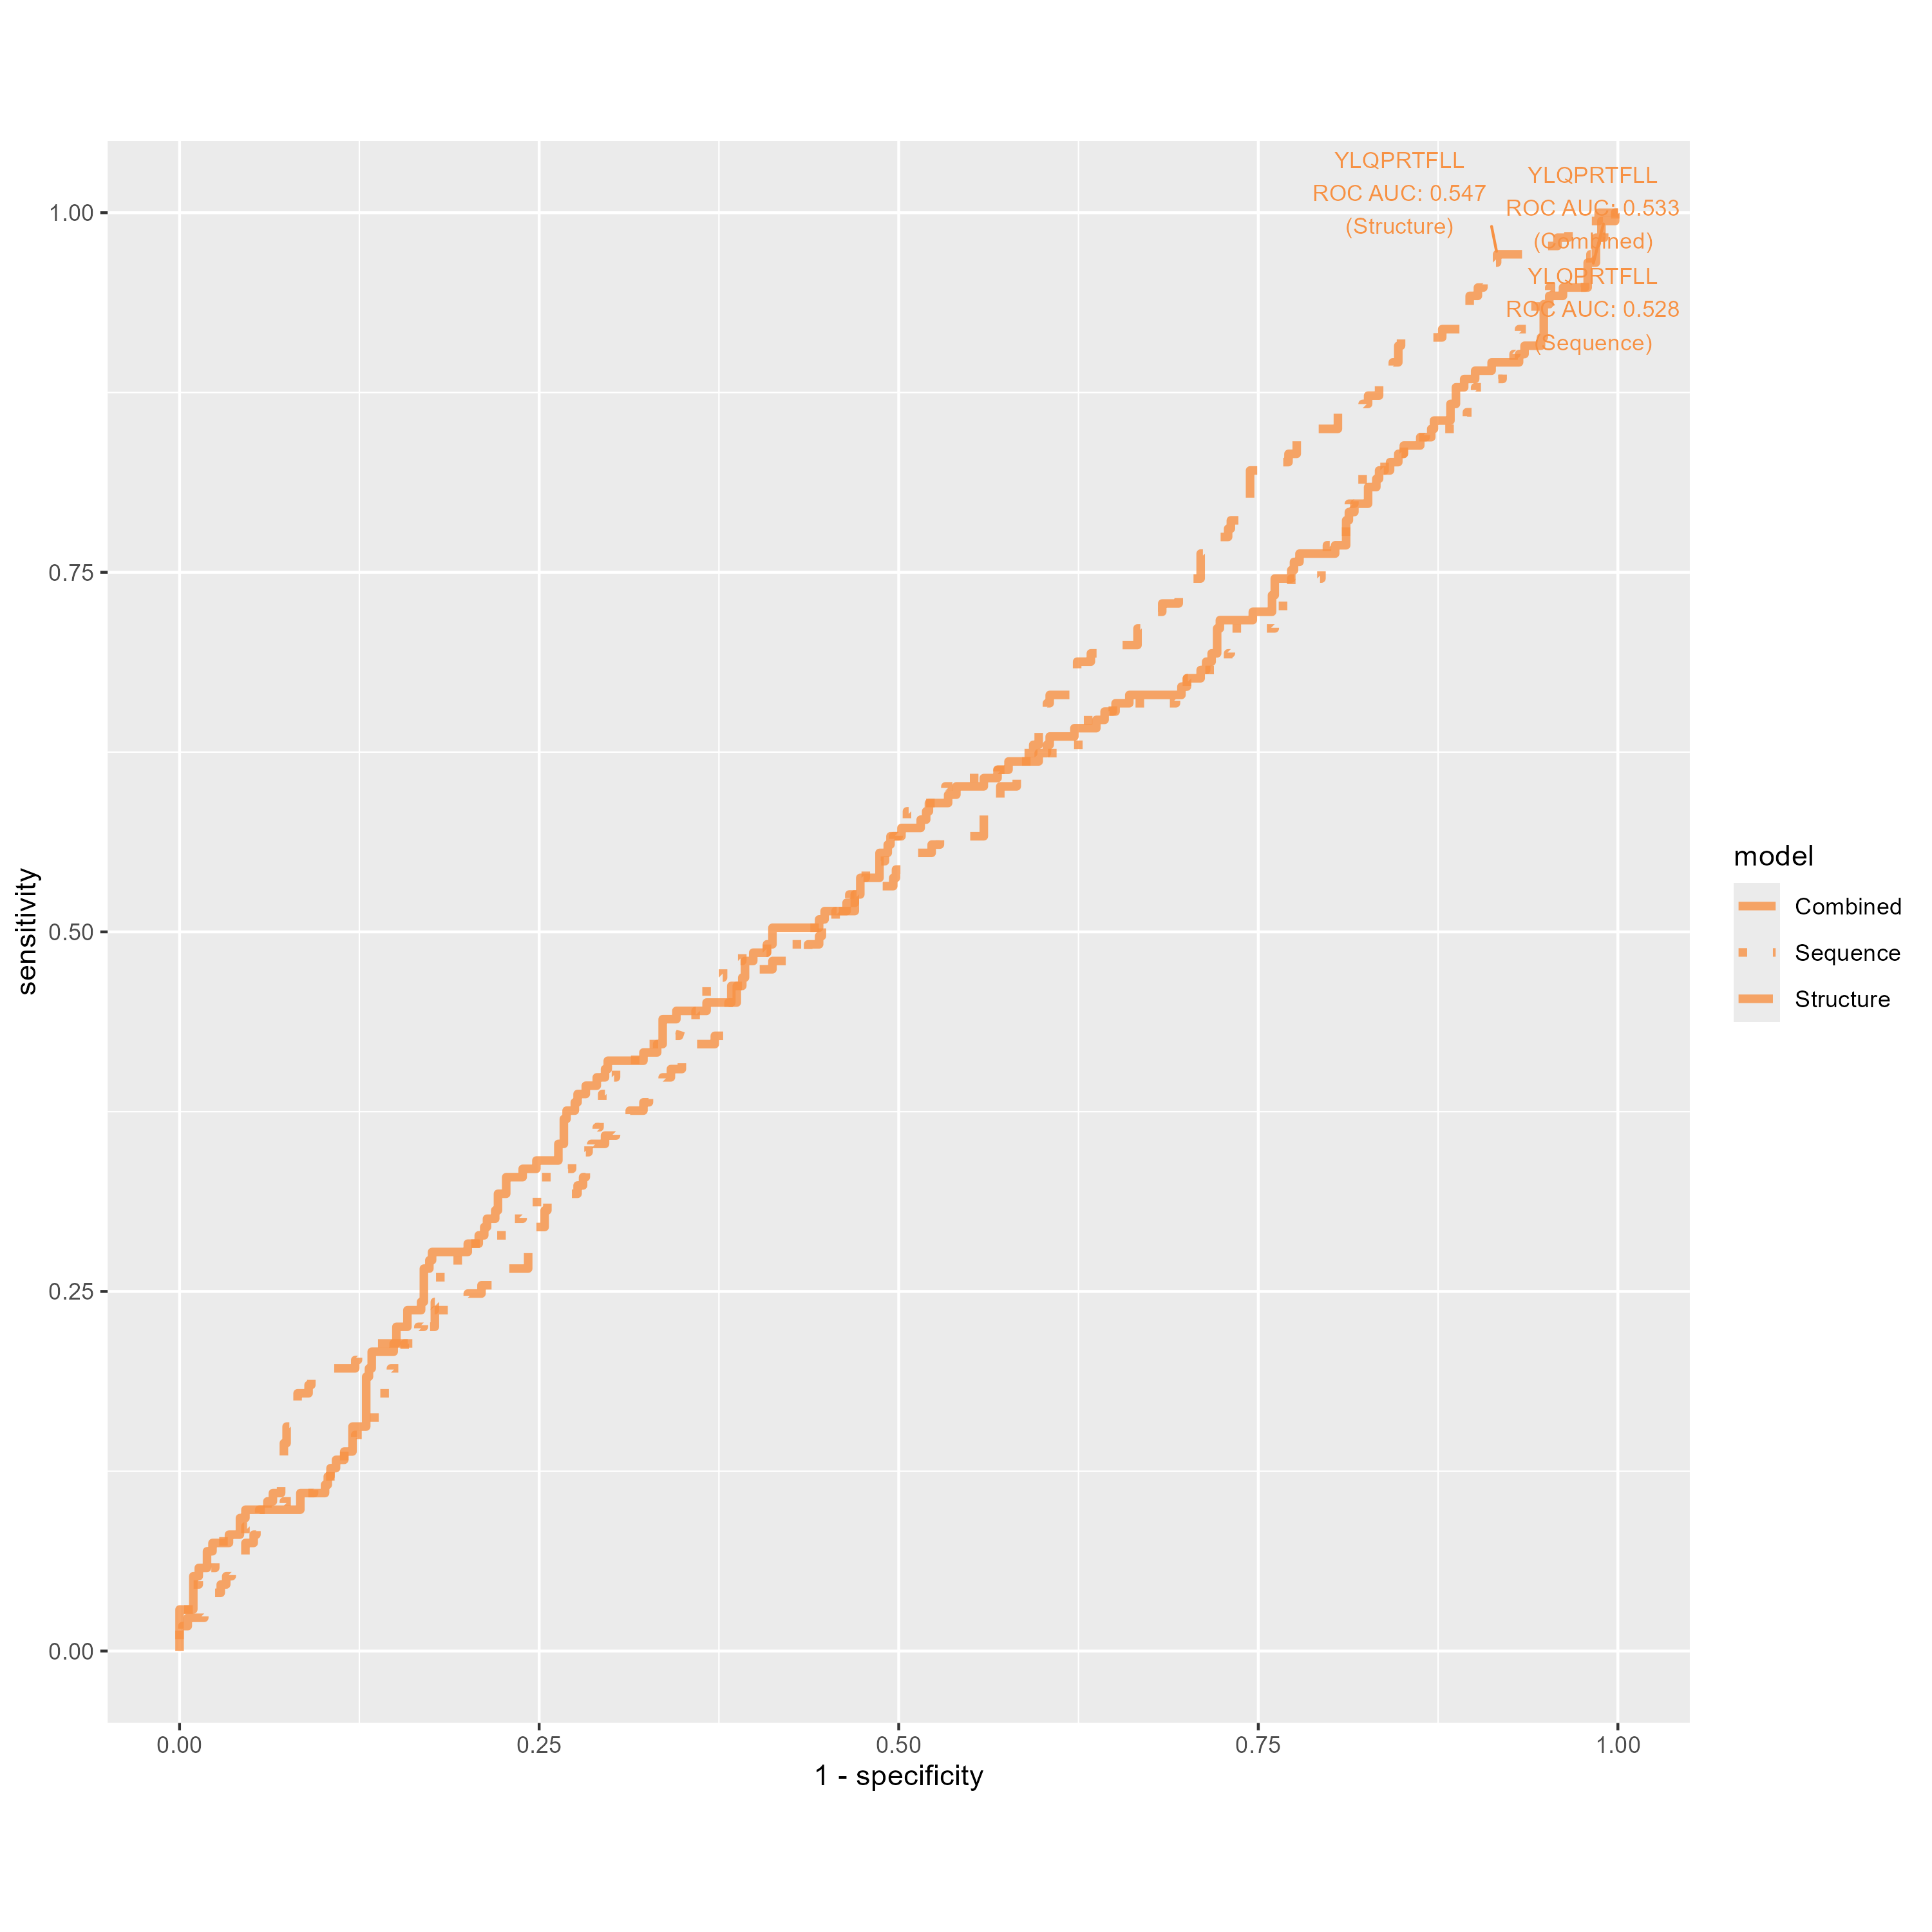 YLQPRTFLL
ROC AUC: 0.547
(Structure)
YLQPRTFLL
ROC AUC: 0.533
(Combined)
YLQPRTFLL
ROC AUC: 0.528
(Sequence)
1.00
0.75
0.50
0.25
0.00
sensitivity
0.00
0.25
0.50
0.75
1.00
1 - specificity
model
Combined
Sequence
Structure